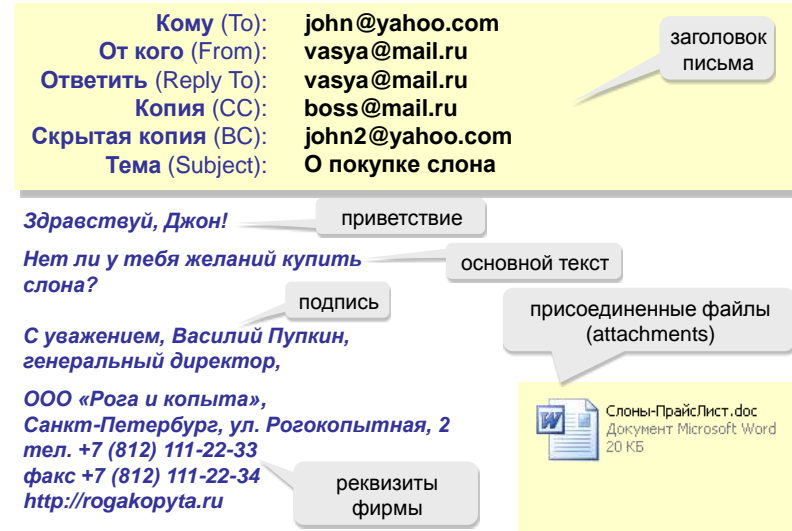 Кому (To): john@yahoo.com
От кого (From): vasya@mail.ru
Ответить (Reply To): vasya@mail.ru
Копия (CC): boss@mail.ru
Скрытая копия (BC): john2@yahoo.com
Тема (Subject): О покупке слона
заголовок
письма
Здравствуй, Джон!
приветствие
Нет ли у тебя желаний купить
слона?
основной текст
подпись
С уважением, Василий Пупкин,
генеральный директор,
присоединенные файлы
(attachments)
ООО «Рога и копыта»,
Санкт-Петербург, ул. Рогокопытная, 2
тел. +7 (812) 111-22-33
факс +7 (812) 111-22-34
http://rogakopyta.ru
реквизиты
фирмы
Слоны-ПрайсЛист.doc
Документ Microsoft Word
20 КБ